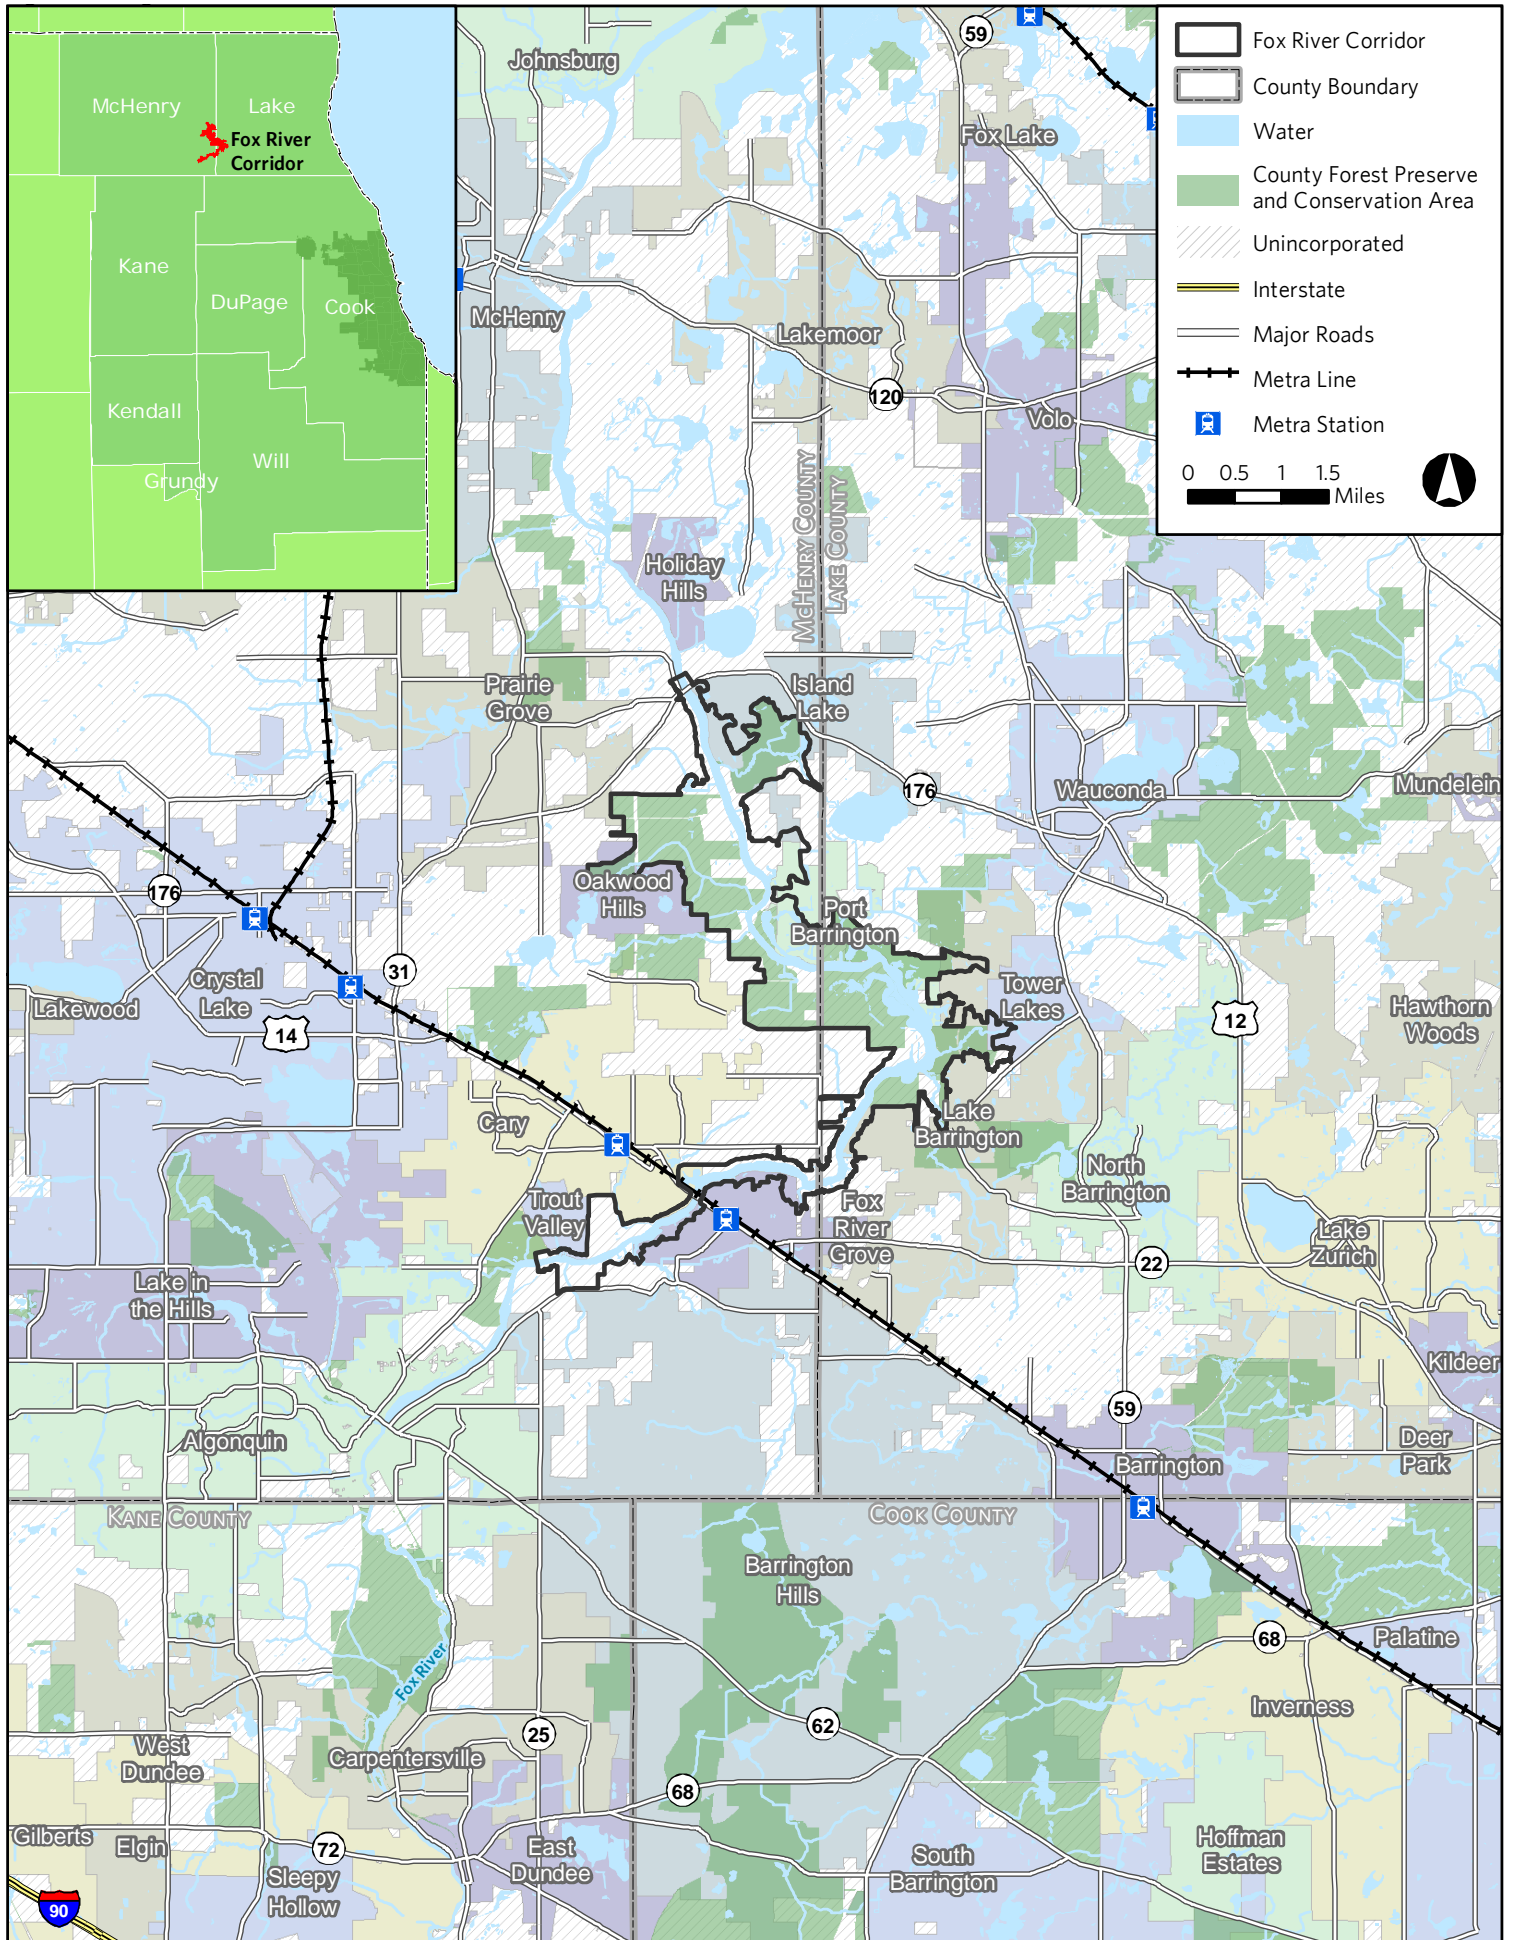 McHenry
Lake
Fox River
Corridor
Kane
DuPage
Cook
Kendall
Will
Grundy
Fox River Corridor
County Boundary
Water
County Forest Preserve
and Conservation Area
Unincorporated
Interstate
Major Roads
Metra Line
Metra Station
0 0.5 1 1.5
Miles
Johnsburg
59
Fox Lake
McHenry
Lakemoor
120
Volo
MCHENRY COUNTY
LAKE COUNTY
Holiday
Hills
Prairie
Grove
Island
Lake
176
Wauconda
Mundelein
176
Oakwood
Hills
Port
Barrington
31
Crystal
Lake
Lakewood
14
Tower
Lakes
12
Hawthorn
Woods
Cary
Lake
Barrington
North
Barrington
Trout
Valley
Fox
River
Grove
22
Lake
Zurich
Lake in
the Hills
Kildeer
59
Algonquin
Barrington
Deer
Park
KANE COUNTY
COOK COUNTY
Barrington
Hills
Fox River
68
Palatine
Inverness
62
25
West
Dundee
Carpentersville
68
Gilberts
Elgin
72
Sleepy
Hollow
East
Dundee
South
Barrington
Hoffman
Estates
90